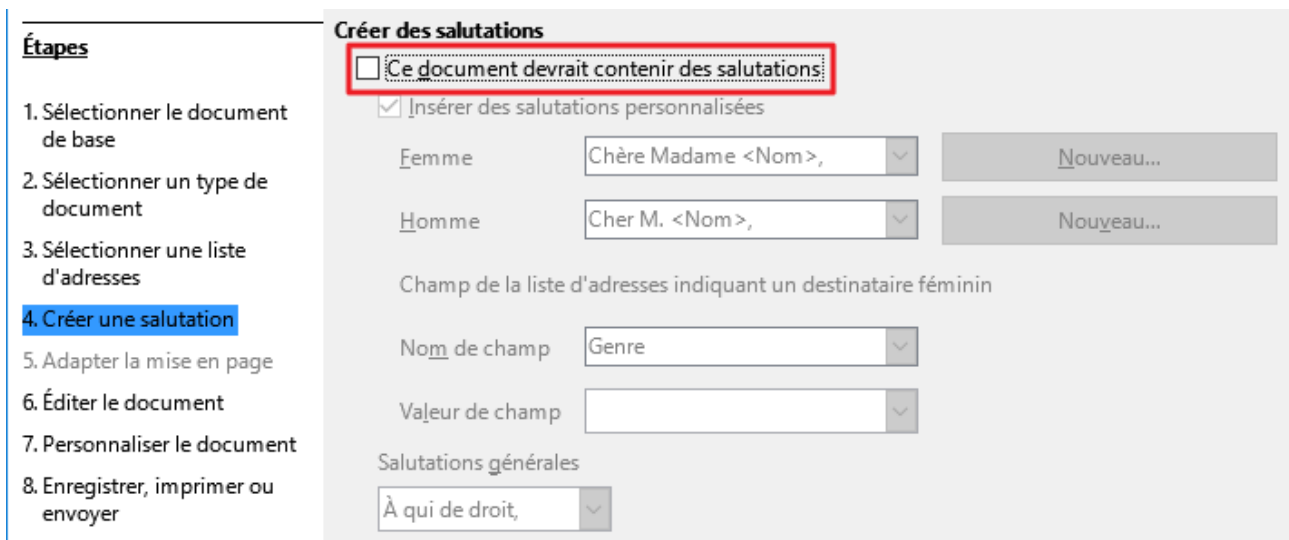 Étapes
1. Sélectionner le document
de base
2. Sélectionner un type de
document
3. Sélectionner une liste
d'adresses
4. Créer une salutation
5. Adapter la mise en page
6. Éditer le document
7. Personnaliser le document
8. Enregistrer, imprimer ou
envoyer
Créer des salutations
Ce document devrait contenir des salutations
Insérer des salutations personnalisées
Femme Chère Madame <Nom>, Nouveau...
Homme Cher M. <Nom>, Nouveau...
Champ de la liste d'adresses indiquant un destinataire féminin
Nom de champ Genre
Valeur de champ
Salutations générales
À qui de droit,